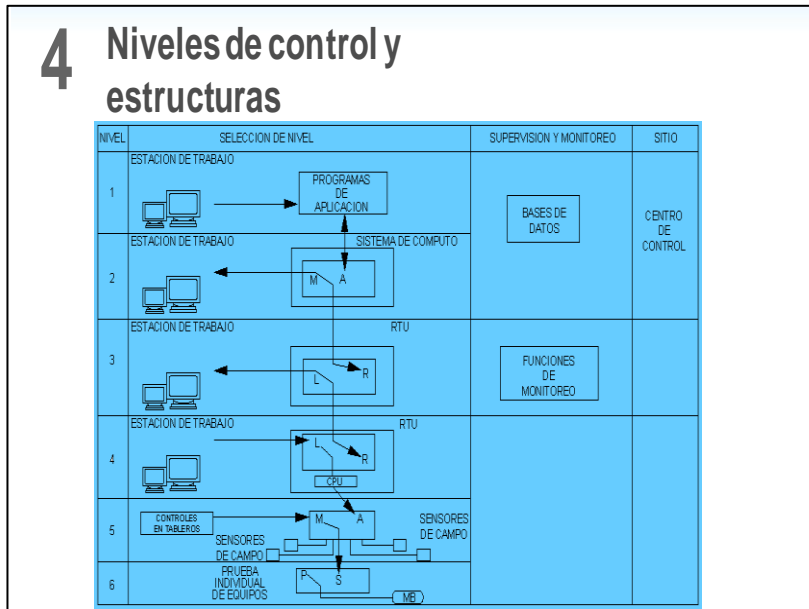 4 Niveles de control y
estructuras
NIVEL SELECCION DE NIVEL SUPERVISION Y MONITOREO SITIO
1
ESTACION DE TRABAJO
PROGRAMAS
DE
APLICACION
BASES DE
DATOS
CENTRO
DE
CONTROL
2
ESTACION DE TRABAJO
SISTEMA DE COMPUTO
M A
3
ESTACION DE TRABAJO
RTU
L R
FUNCIONES
DE
MONITOREO
4
ESTACION DE TRABAJO
RTU
L R
CPU
5
CONTROLES
EN TABLEROS
M A
SENSORES
DE CAMPO
SENSORES
DE CAMPO
6
PRUEBA
INDIVIDUAL
DE EQUIPOS
P S
MB